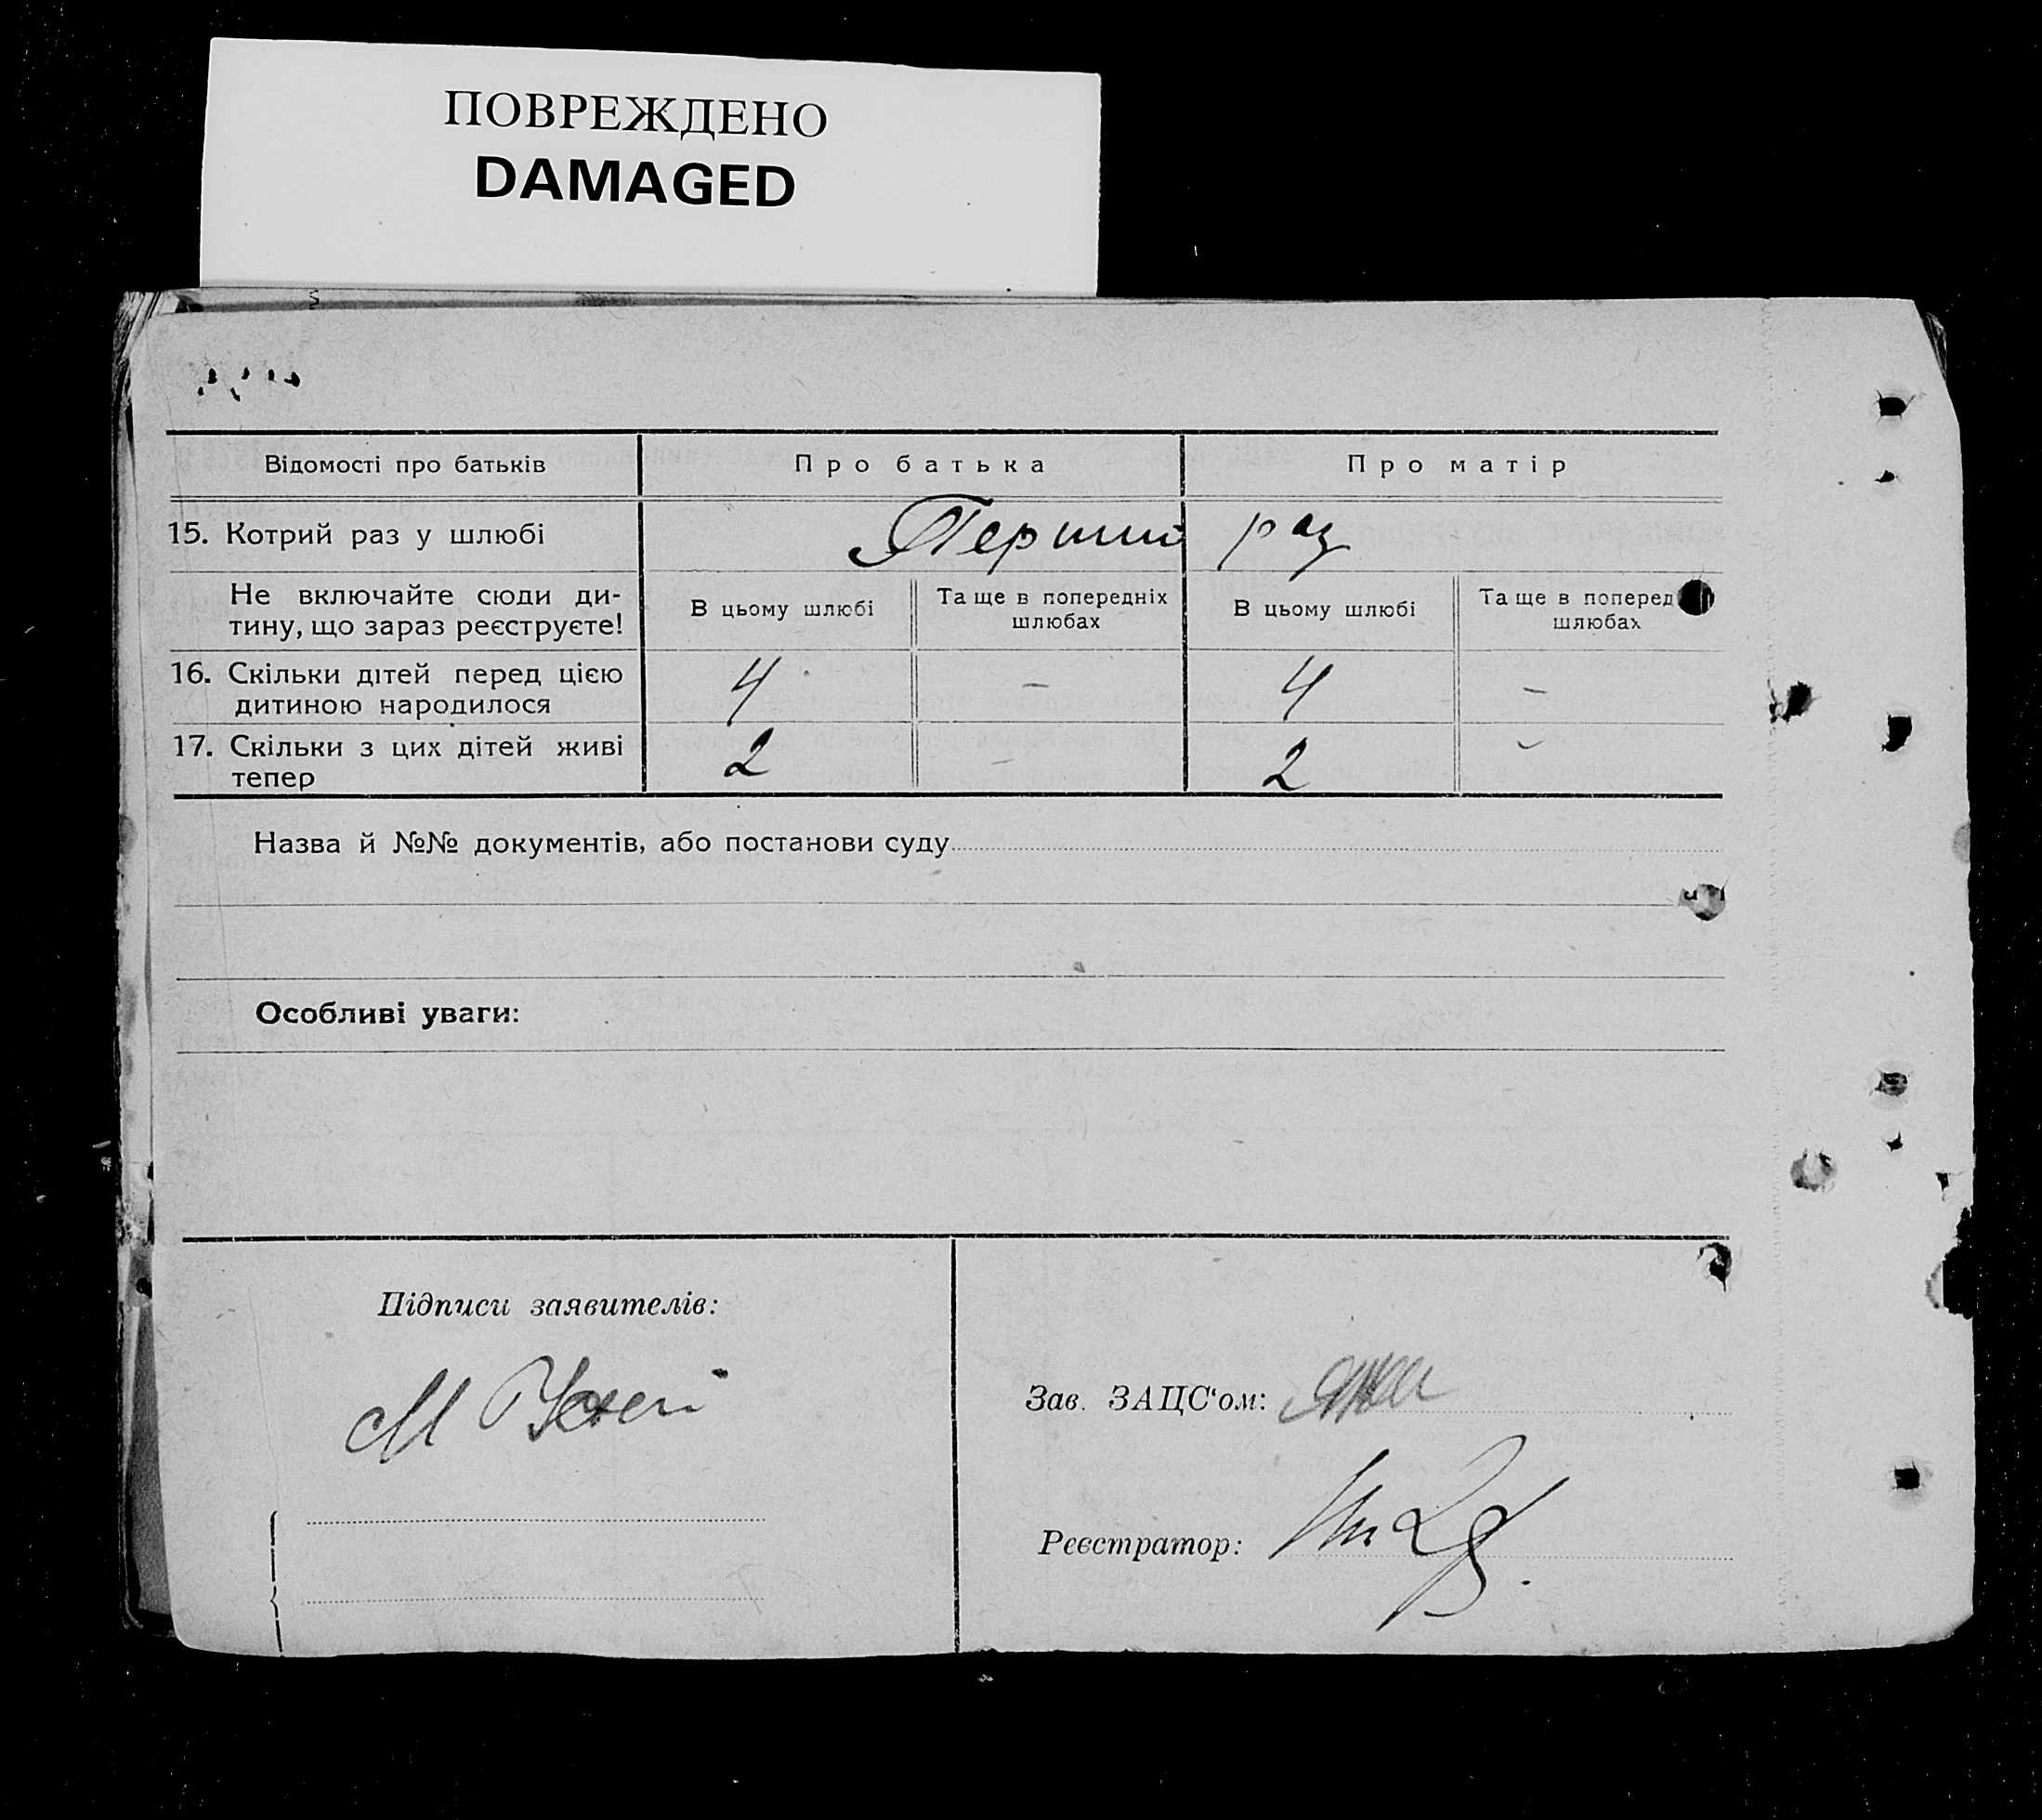 ПОВРЕЖДЕНО
DAMAGED
Відомості про батьків
Про батька
Про матір
15. Котрий раз у шлюбі
Перший раз
Не включайте сюди ди-
тину, що зараз реєструєте!
В цьому шлюбі
Та ще в попередніх
шлюбах
В цьому шлюбі
Та ще в поперед
шлюбах
16. Скільки дітей перед цією
дитиною народилося
4 - 4 -
17. Скільки з цих дітей живі
тепер
2 - 2 -
Назва й №№ документів, або постанови суду
Особливі уваги:
Підписи заявителів:
М
Зав. ЗАЦС'ом:
Реєстратор: